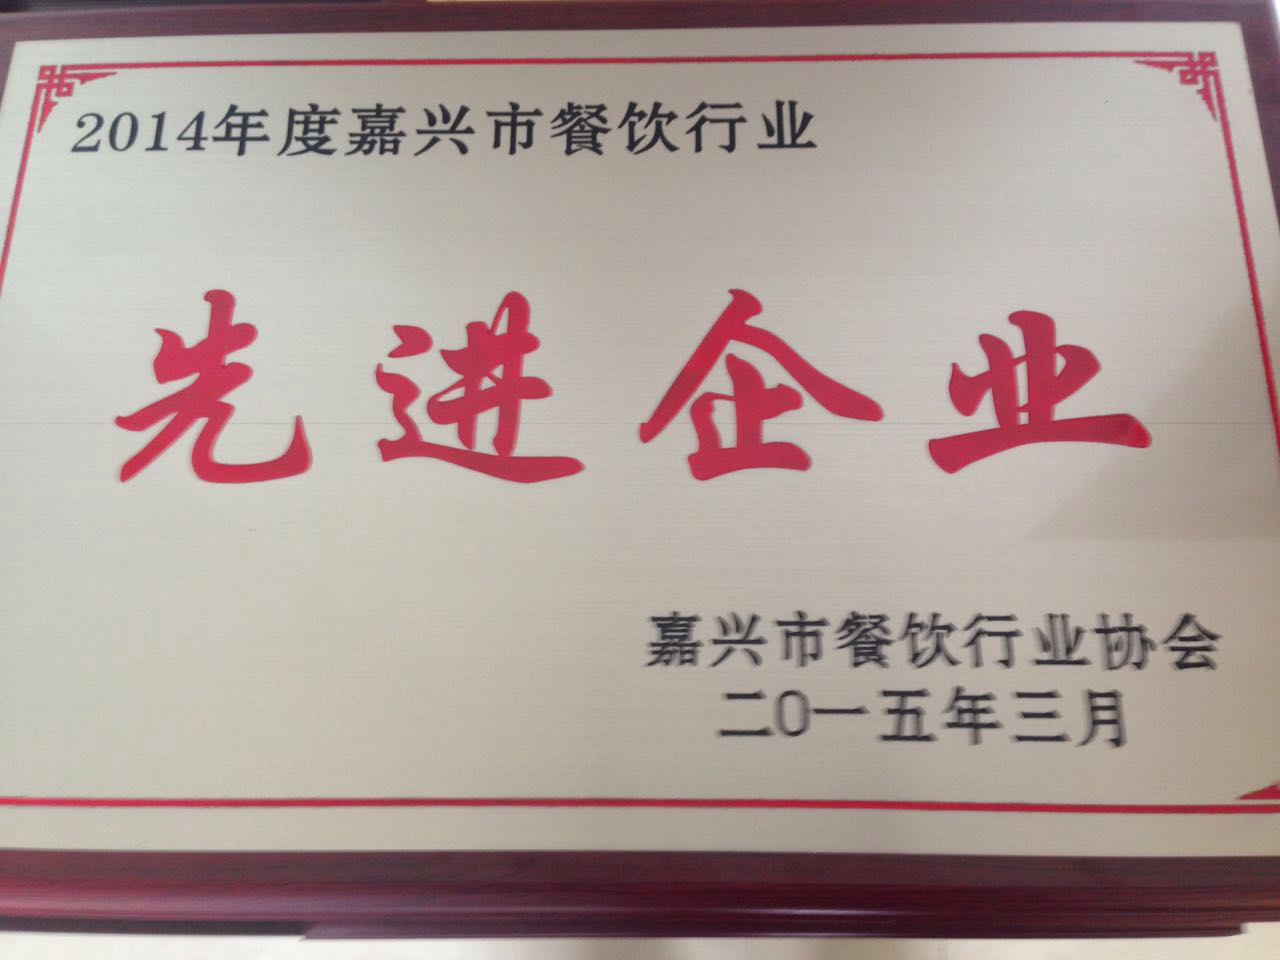 2014年度嘉兴市餐饮行业
先进企业
嘉兴市餐饮行业协会
二〇一五年三月